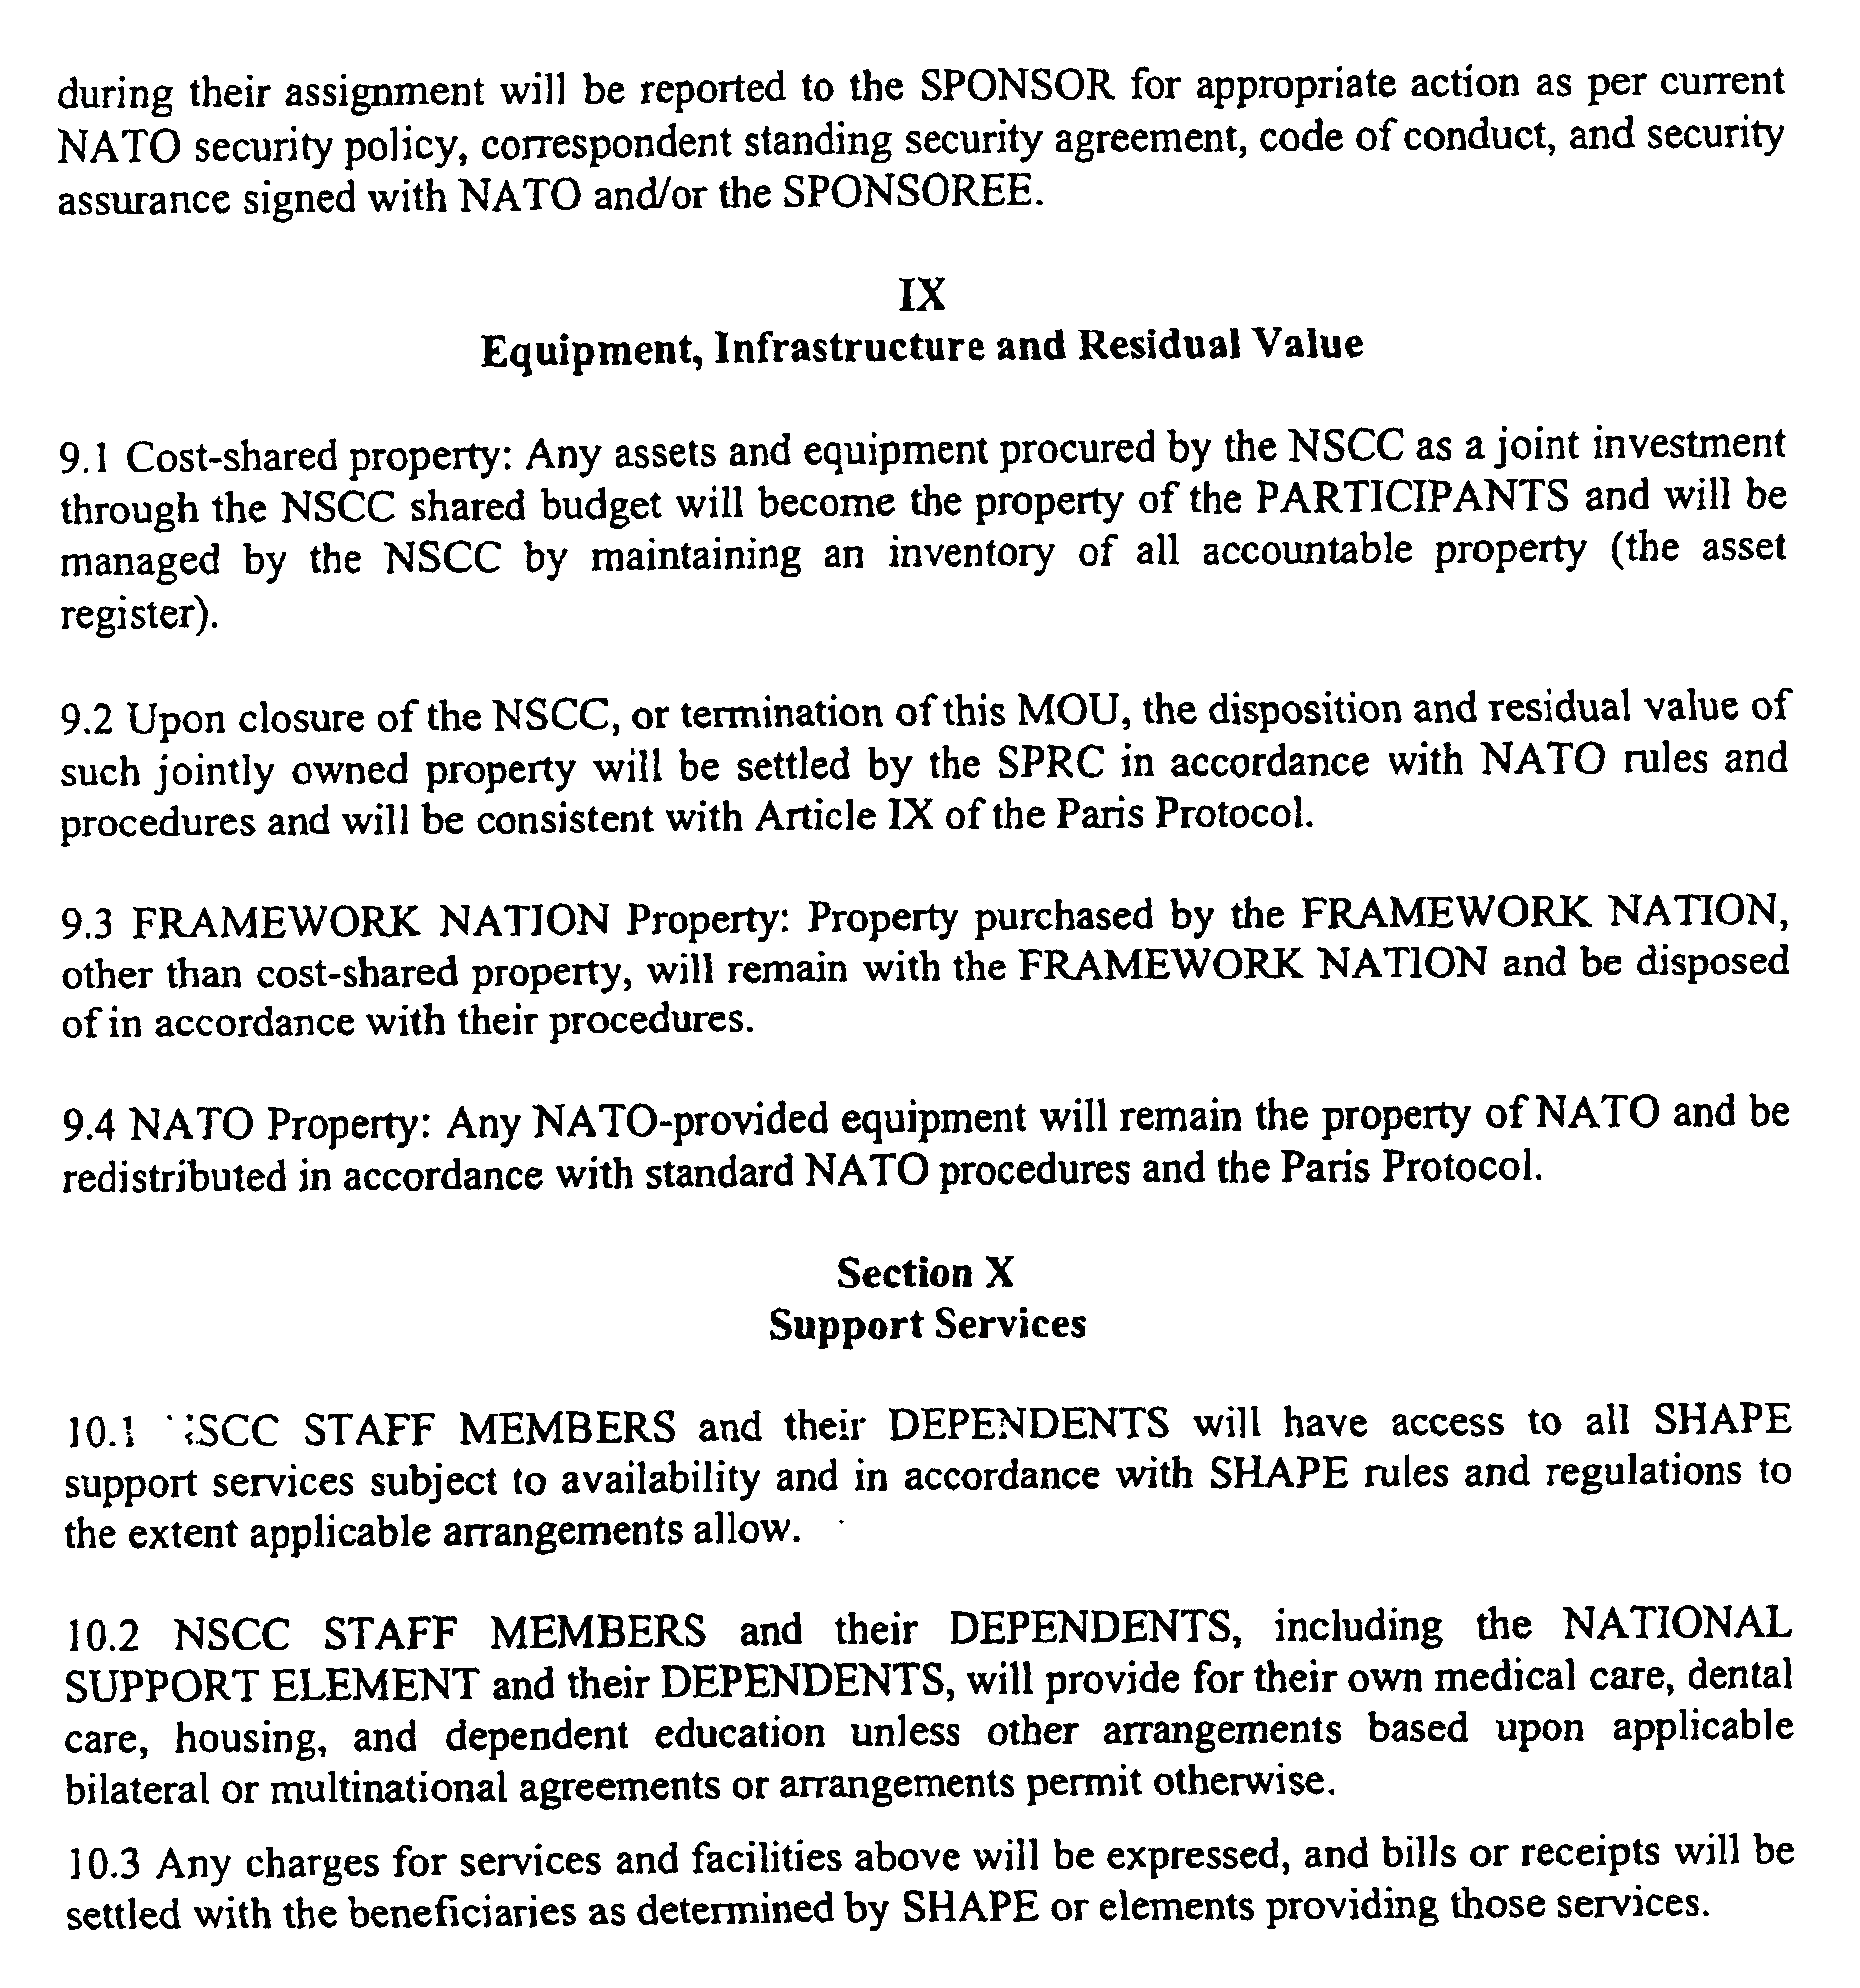 during their assignment will be reported to the SPONSOR for appropriate action as per current
NATO security policy, correspondent standing security agreement, code of conduct, and security
assurance signed with NATO and/or the SPONSOREE.
IX
Equipment, Infrastructure and Residual Value
9.1 Cost-shared property: Any assets and equipment procured by the NSCC as a joint investment
through the NSCC shared budget will become the property of the PARTICIPANTS and will be
managed by the NSCC by maintaining an inventory of all accountable property (the asset
register).
9.2 Upon closure of the NSCC, or termination of this MOU, the disposition and residual value of
such jointly owned property will be settled by the SPRC in accordance with NATO rules and
procedures and will be consistent with Article IX of the Paris Protocol.
9.3 FRAMEWORK NATION Property: Property purchased by the FRAMEWORK NATION,
other than cost-shared property, will remain with the FRAMEWORK NATION and be disposed
of in accordance with their procedures.
9.4 NATO Property: Any NATO-provided equipment will remain the property of NATO and be
redistributed in accordance with standard NATO procedures and the Paris Protocol.
Section X
Support Services
10.1 NSCC STAFF MEMBERS and their DEPENDENTS will have access to all SHAPE
support services subject to availability and in accordance with SHAPE rules and regulations to
the extent applicable arrangements allow.
10.2 NSCC STAFF MEMBERS and their DEPENDENTS, including the NATIONAL
SUPPORT ELEMENT and their DEPENDENTS, will provide for their own medical care, dental
care, housing, and dependent education unless other arrangements based upon applicable
bilateral or multinational agreements or arrangements permit otherwise.
10.3 Any charges for services and facilities above will be expressed, and bills or receipts will be
settled with the beneficiaries as determined by SHAPE or elements providing those services.